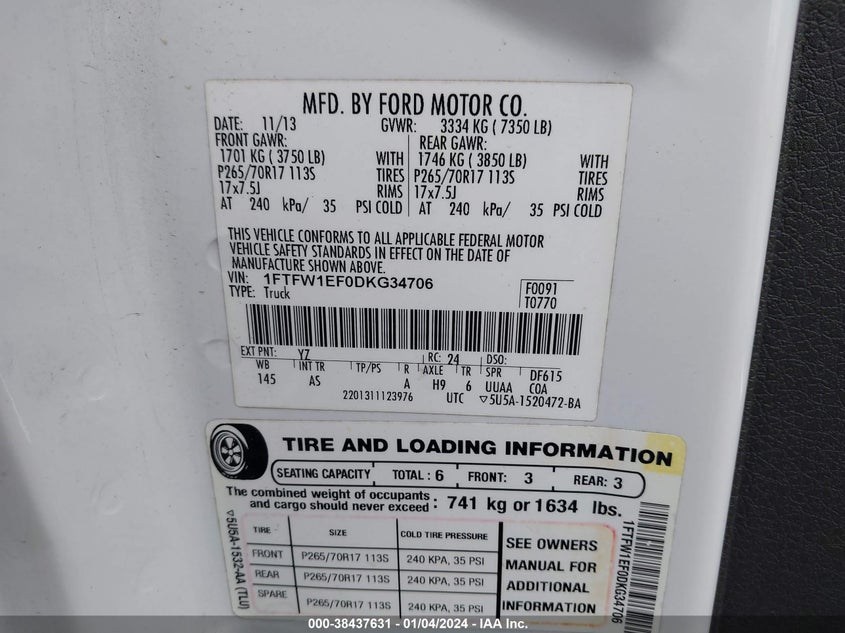 MFD. BY FORD MOTOR CO.
DATE: 11/13 GVWR: 3334 KG ( 7350 LB)
FRONT GAWR: REAR GAWR:
1701 KG ( 3750 LB) WITH 1746 KG ( 3850 LB) WITH
P265/70R17 113S TIRES P265/70R17 113S TIRES
17x7.5J RIMS 17x7.5J RIMS
AT 240 kPa/ 35 PSI COLD AT 240 kPa/ 35 PSI COLD
THIS VEHICLE CONFORMS TO ALL APPLICABLE FEDERAL MOTOR
VEHICLE SAFETY STANDARDS IN EFFECT ON THE DATE OF
MANUFACTURE SHOWN ABOVE.
VIN: 1FTFW1EF0DKG34706 F0091
TYPE: Truck T0770
EXT PNT: YZ RC: 24 DSO:
WB INT TR TP/PS R AXLE TR SPR DF615
145 AS A H9 6 UUAA COA
2201311123976 UTC ▽5U5A-1520472-BA
TIRE AND LOADING INFORMATION
SEATING CAPACITY TOTAL : 6 FRONT: 3 REAR: 3
The combined weight of occupants
and cargo should never exceed : 741 kg or 1634 lbs.
TIRE SIZE COLD TIRE PRESSURE
FRONT P265/70R17 113S 240 KPA, 35 PSI
REAR P265/70R17 113S 240 KPA, 35 PSI
SPARE P265/70R17 113S 240 KPA, 35 PSI
SEE OWNERS
MANUAL FOR
ADDITIONAL
INFORMATION
▽5U5A-1532-AA (TLU)
1FTFW1EF0DKG34706
000-38437631 - 01/04/2024 - IAA Inc.